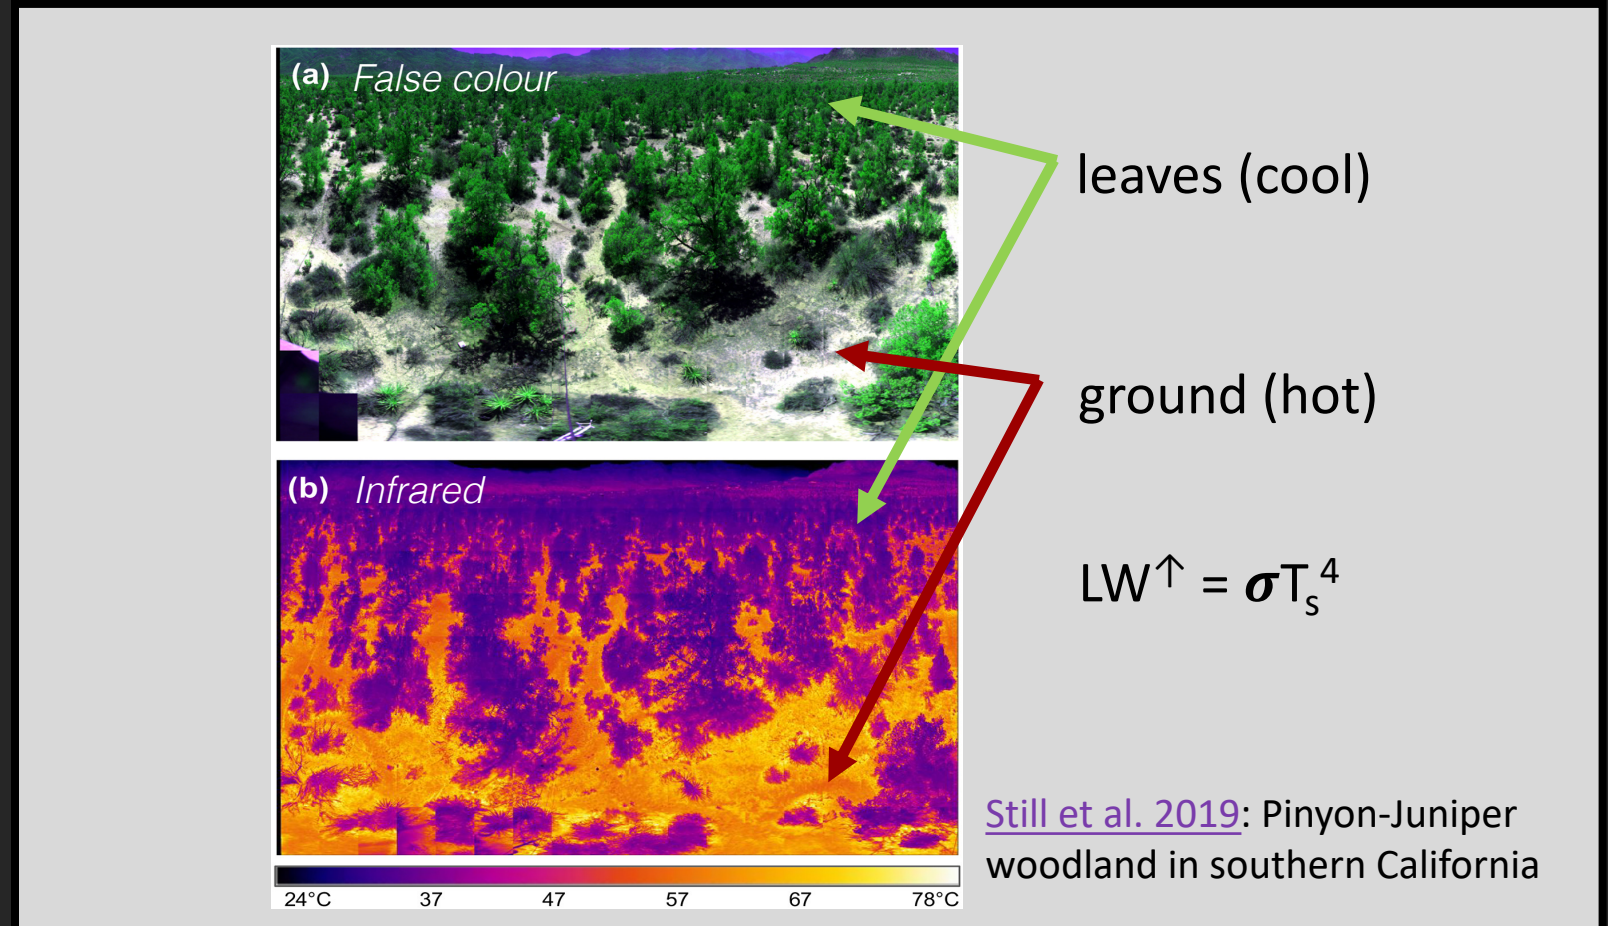 (a) False colour
leaves (cool)
ground (hot)
(b) Infrared
LW↑ = σTₛ⁴
Still et al. 2019: Pinyon-Juniper
woodland in southern California
24°C 37 47 57 67 78°C